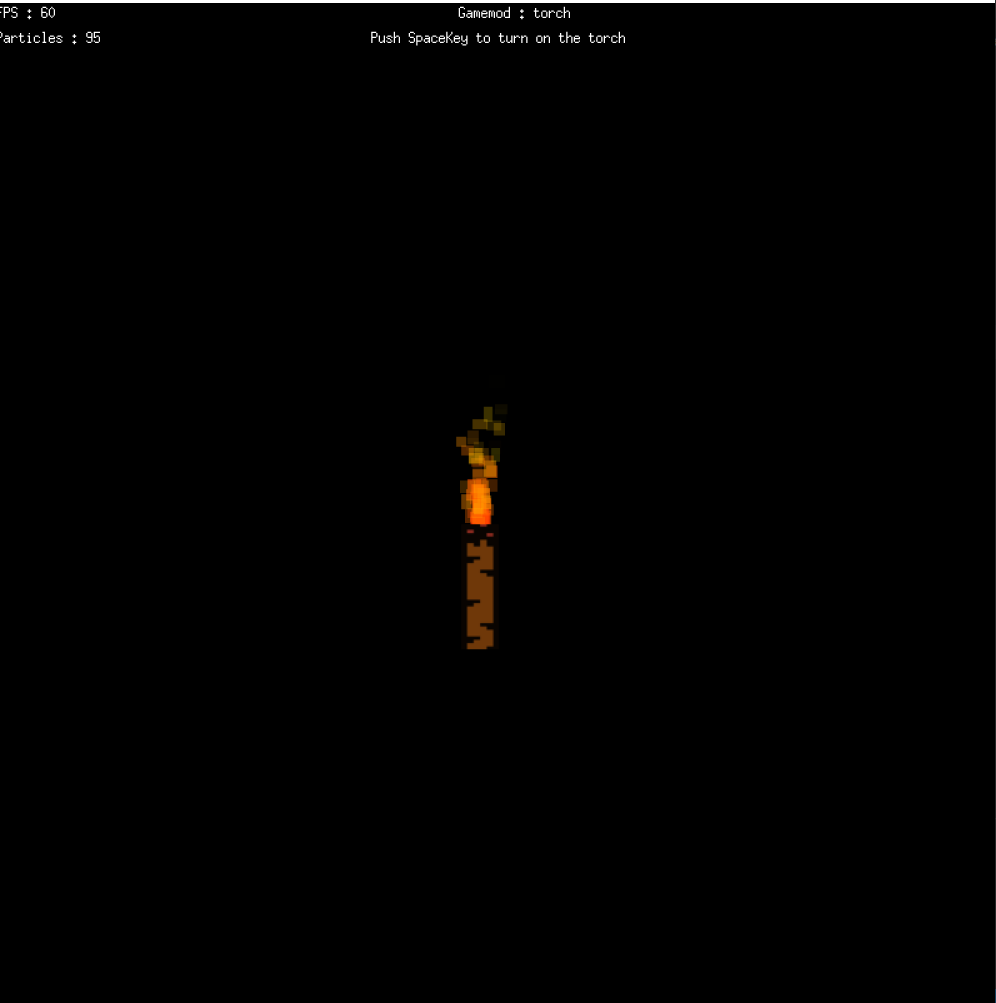 FPS : 60
Gamemod : torch
Particles : 95
Push SpaceKey to turn on the torch